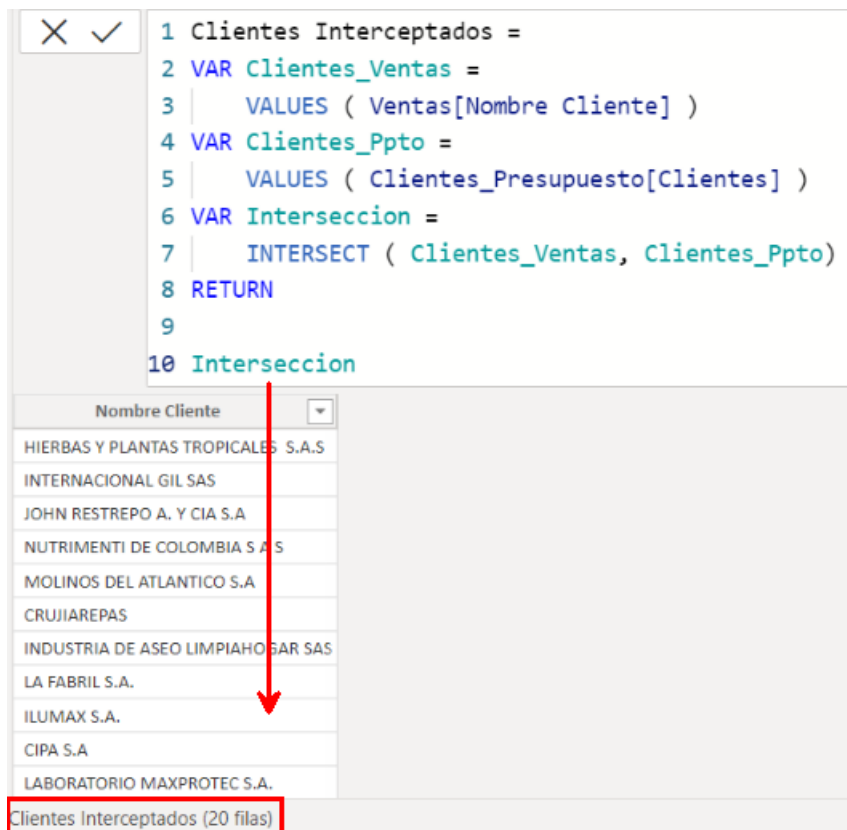 1 Clientes Interceptados =
2 VAR Clientes_Ventas =
3 VALUES ( Ventas[Nombre Cliente] )
4 VAR Clientes_Ppto =
5 VALUES ( Clientes_Presupuesto[Clientes] )
6 VAR Interseccion =
7 INTERSECT ( Clientes_Ventas, Clientes_Ppto)
8 RETURN
9
10 Interseccion
Nombre Cliente
HIERBAS Y PLANTAS TROPICALES S.A.S
INTERNACIONAL GIL SAS
JOHN RESTREPO A. Y CIA S.A
NUTRIMENTI DE COLOMBIA S A S
MOLINOS DEL ATLANTICO S.A
CRUJIAREPAS
INDUSTRIA DE ASEO LIMPIAHOGAR SAS
LA FABRIL S.A.
ILUMAX S.A.
CIPA S.A
LABORATORIO MAXPROTEC S.A.
Clientes Interceptados (20 filas)